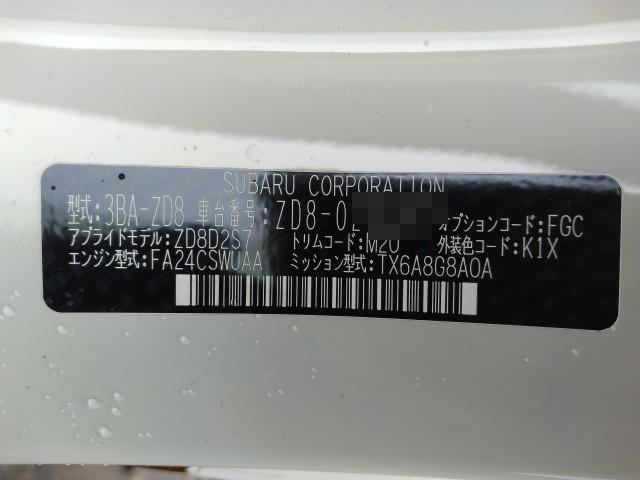 SUBARU CORPORATION
型式:3BA-ZD8 車台番号:ZD8-0 オプションコード:FGC
アプライドモデル:ZD8D2S7 トリムコード:M20 外装色コード:K1X
エンジン型式:FA24CSWUAA ミッション型式:TX6A8G8A0A